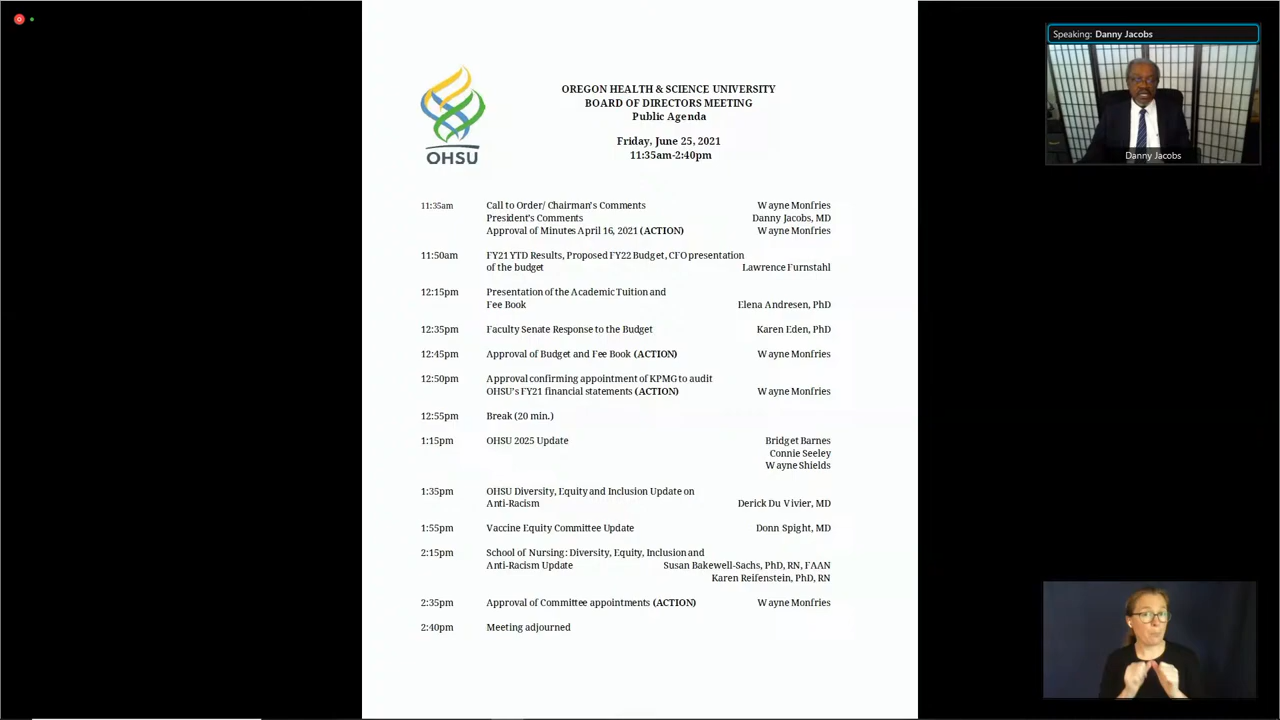 Speaking: Danny Jacobs
Danny Jacobs
OHSU
OREGON HEALTH & SCIENCE UNIVERSITY
BOARD OF DIRECTORS MEETING
Public Agenda
Friday, June 25, 2021
11:35am-2:40pm
11:35am Call to Order/ Chairman's Comments Wayne Monfries
President's Comments Danny Jacobs, MD
Approval of Minutes April 16, 2021 (ACTION) Wayne Monfries
11:50am FY21 YTD Results, Proposed FY22 Budget, CFO presentation
of the budget Lawrence Furnstahl
12:15pm Presentation of the Academic Tuition and
Fee Book Elena Andresen, PhD
12:35pm Faculty Senate Response to the Budget Karen Eden, PhD
12:45pm Approval of Budget and Fee Book (ACTION) Wayne Monfries
12:50pm Approval confirming appointment of KPMG to audit
OHSU's FY21 financial statements (ACTION) Wayne Monfries
12:55pm Break (20 min.)
1:15pm OHSU 2025 Update Bridget Barnes
Connie Seeley
Wayne Shields
1:35pm OHSU Diversity, Equity and Inclusion Update on
Anti-Racism Derick Du Vivier, MD
1:55pm Vaccine Equity Committee Update Donn Spight, MD
2:15pm School of Nursing: Diversity, Equity, Inclusion and
Anti-Racism Update Susan Bakewell-Sachs, PhD, RN, FAAN
Karen Reifenstein, PhD, RN
2:35pm Approval of Committee appointments (ACTION) Wayne Monfries
2:40pm Meeting adjourned